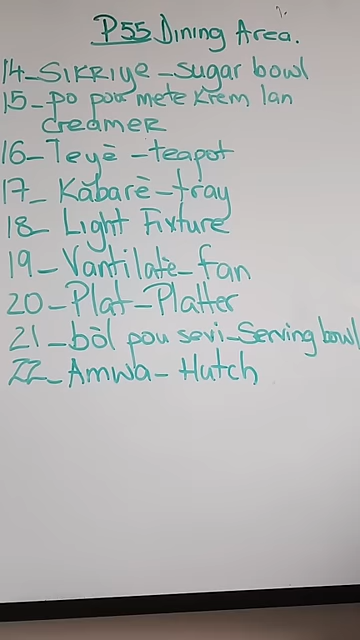 P55 Dining Area.
14-SIKRIYe-sugar bowl
15-po pou mete krem lan
creameR
16-Teyè-teapot
17-Kăbarè-tray
18-Light Fixture
19-Vantilatè-fan
20-Plat-Platter
21-bòl pou sevi-Serving bowl
22-Amwa-Hutch